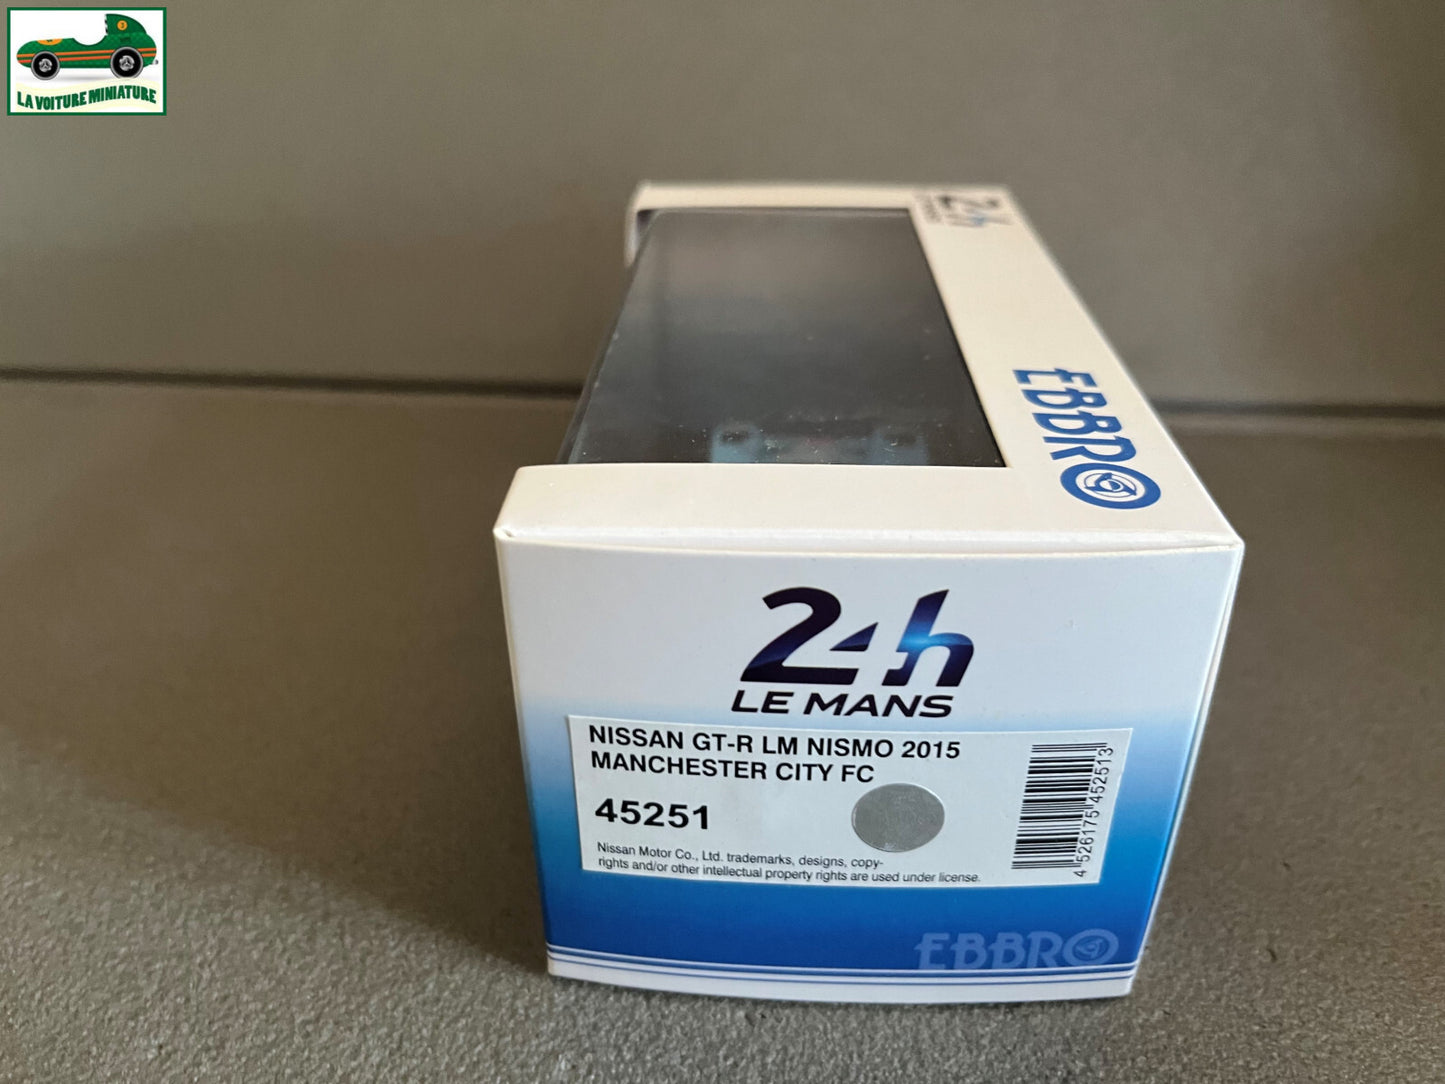 3
LA VOITURE MINIATURE
24h
EBBRO
24h
LE MANS
NISSAN GT-R LM NISMO 2015
MANCHESTER CITY FC
45251
Nissan Motor Co., Ltd. trademarks, designs, copy-
rights and/or other intellectual property rights are used under license.
4 526175 452513
EBBRO